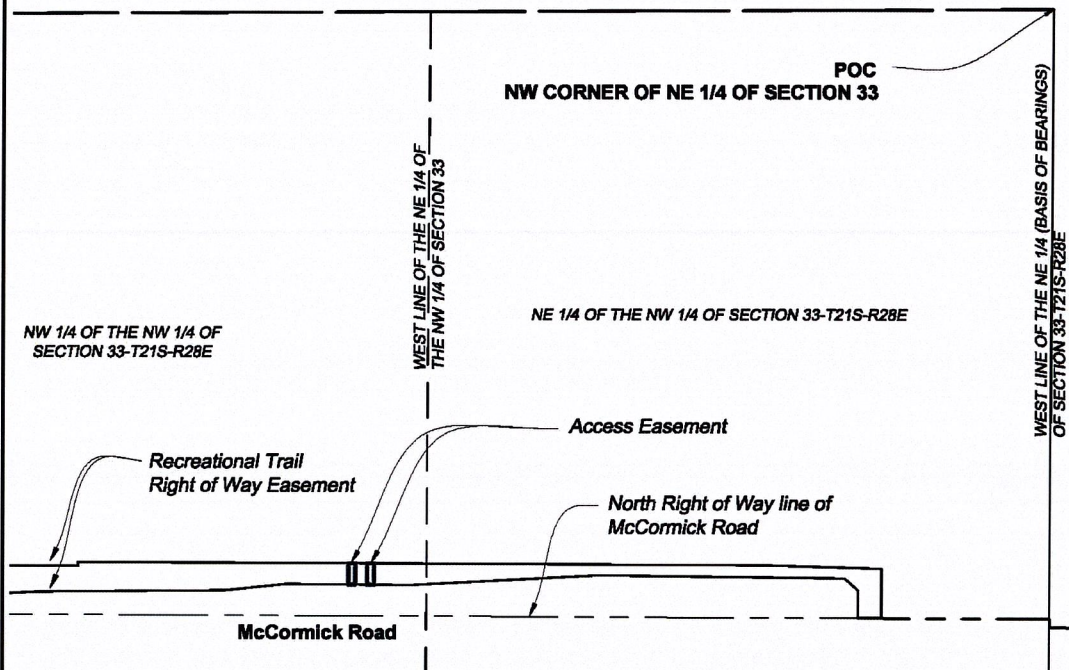 POC
NW CORNER OF NE 1/4 OF SECTION 33
WEST LINE OF THE NE 1/4 (BASIS OF BEARINGS)
OF SECTION 33-T21S-R28E
WEST LINE OF THE NE 1/4 OF
THE NW 1/4 OF SECTION 33
NW 1/4 OF THE NW 1/4 OF
SECTION 33-T21S-R28E
NE 1/4 OF THE NW 1/4 OF SECTION 33-T21S-R28E
Access Easement
Recreational Trail
Right of Way Easement
North Right of Way line of
McCormick Road
McCormick Road